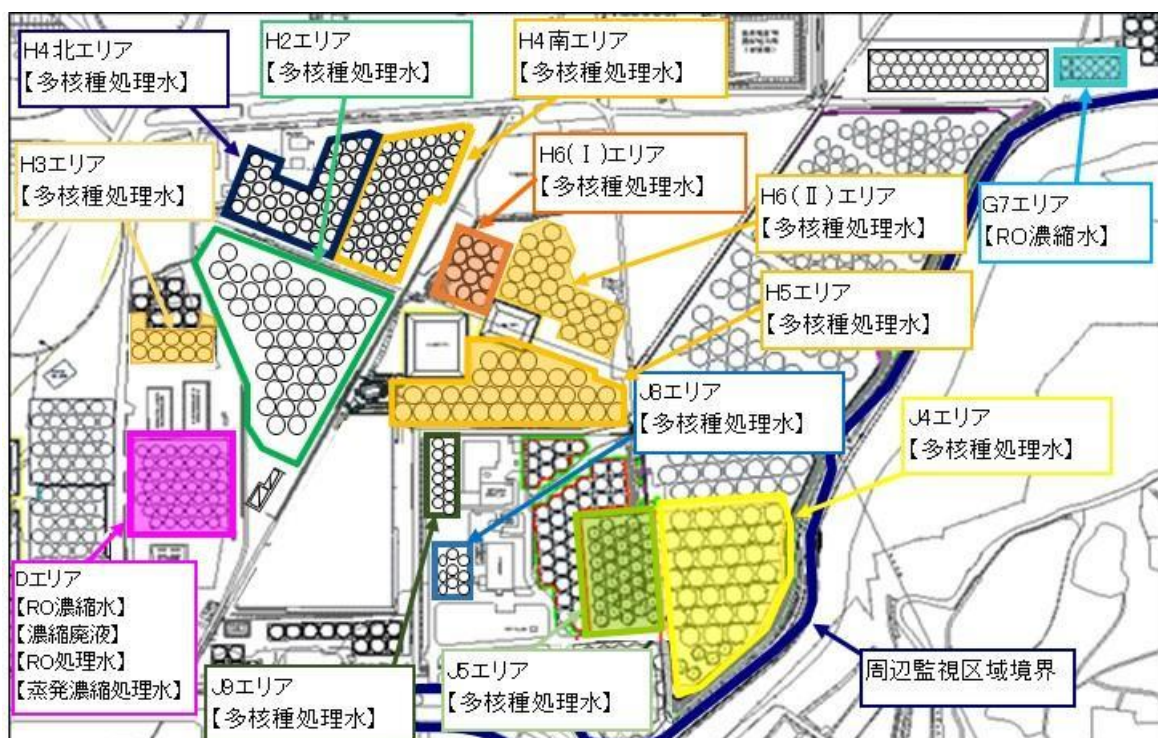 H4北エリア
【多核種処理水】
H2エリア
【多核種処理水】
H4南エリア
【多核種処理水】
H3エリア
【多核種処理水】
H6(Ⅰ)エリア
【多核種処理水】
H6(Ⅱ)エリア
【多核種処理水】
G7エリア
【RO濃縮水】
H5エリア
【多核種処理水】
J8エリア
【多核種処理水】
J4エリア
【多核種処理水】
Dエリア
【RO濃縮水】
【濃縮廃液】
【RO処理水】
【蒸発濃縮処理水】
J9エリア
【多核種処理水】
J5エリア
【多核種処理水】
周辺監視区域境界